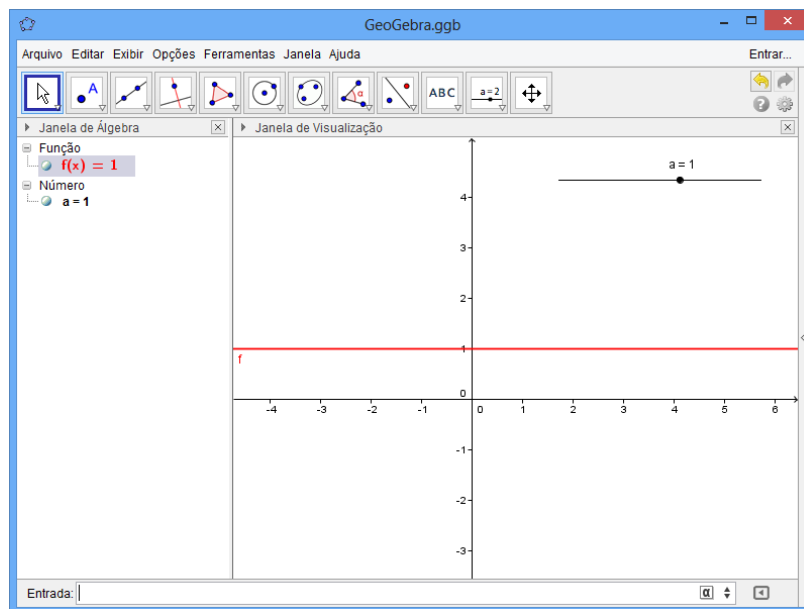 GeoGebra.ggb
Arquivo Editar Exibir Opções Ferramentas Janela Ajuda Entrar...
A α ABC a=2
Janela de Álgebra
Função
f(x) = 1
Número
a = 1
Janela de Visualização
a = 1
4
3
2
1
f
0
-4 -3 -2 -1 0 1 2 3 4 5 6
-1
-2
-3
Entrada: α